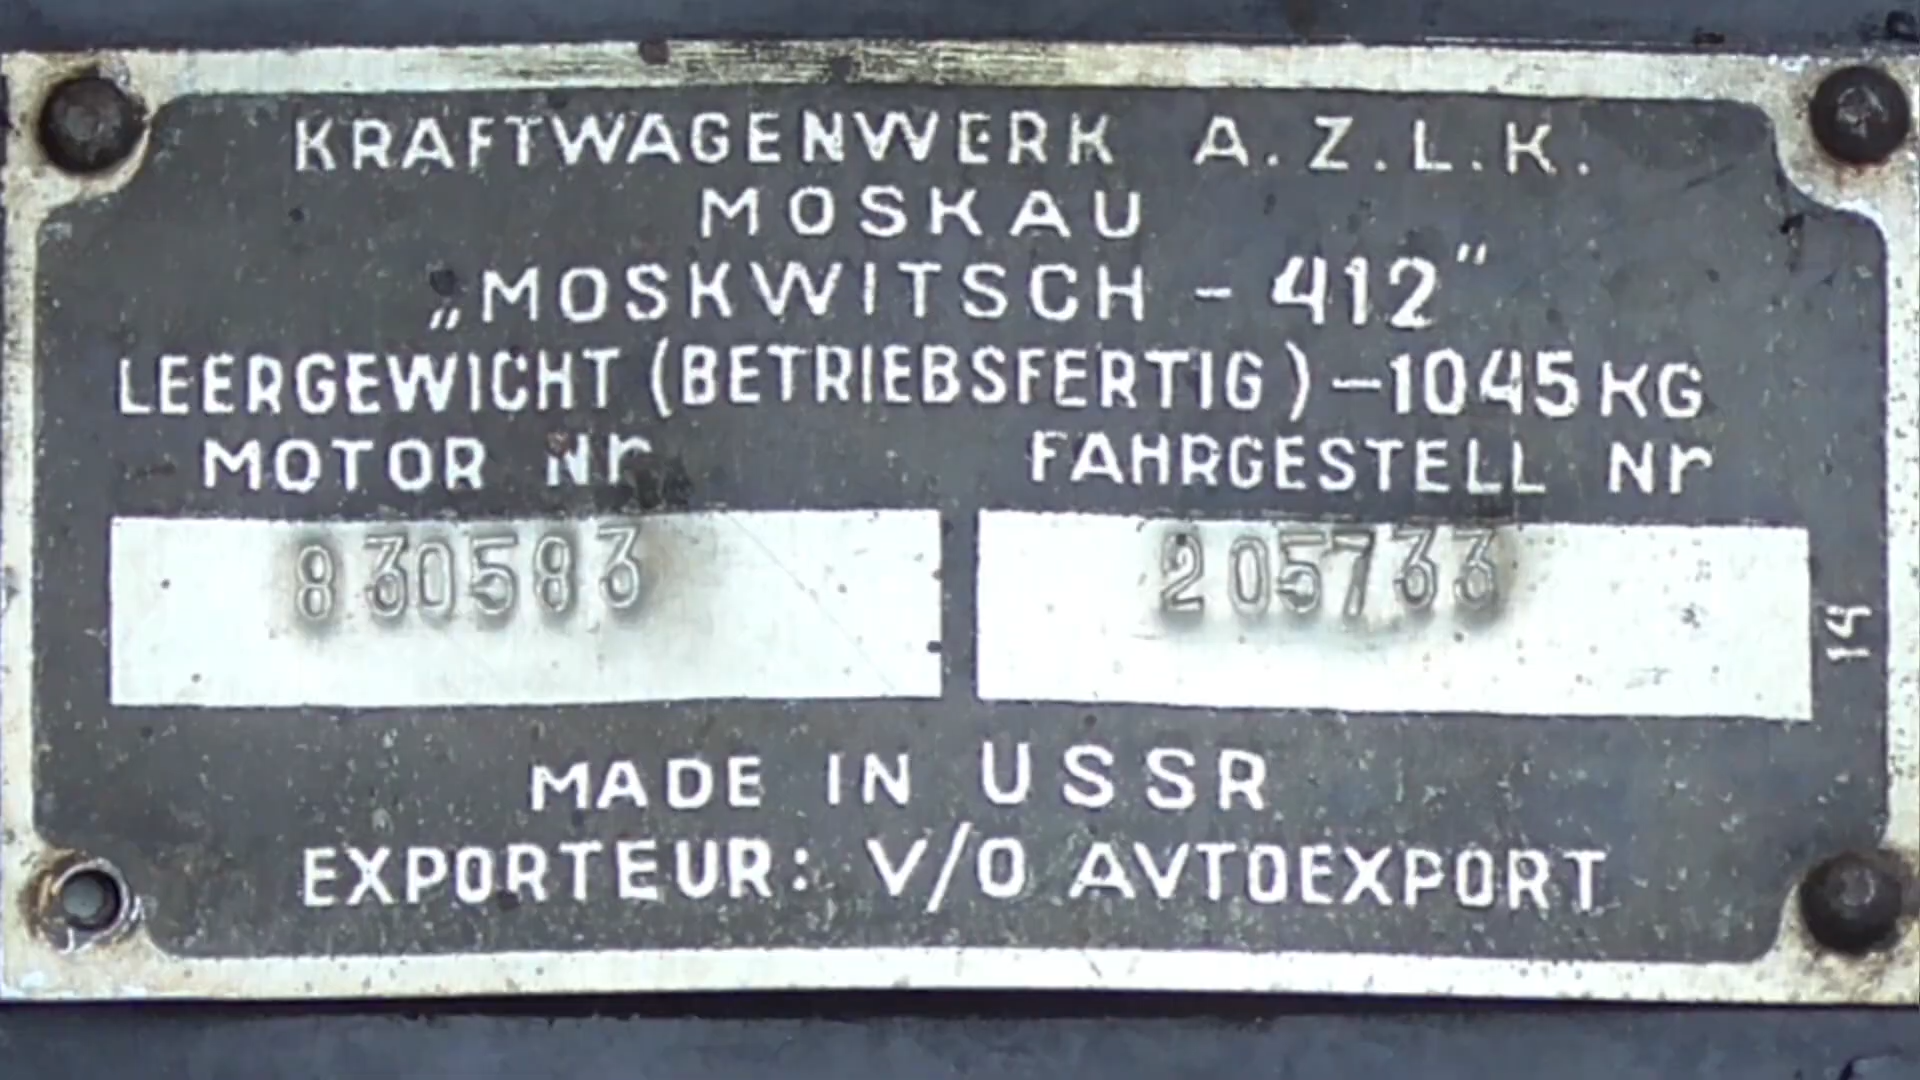 KRAFTWAGENWERK A.Z.L.K.
MOSKAU
„MOSKWITSCH - 412"
LEERGEWICHT (BETRIEBSFERTIG) – 1045 KG
MOTOR Nr FAHRGESTELL Nr
830583 205733
14
MADE IN USSR
EXPORTEUR: V/O AVTOEXPORT